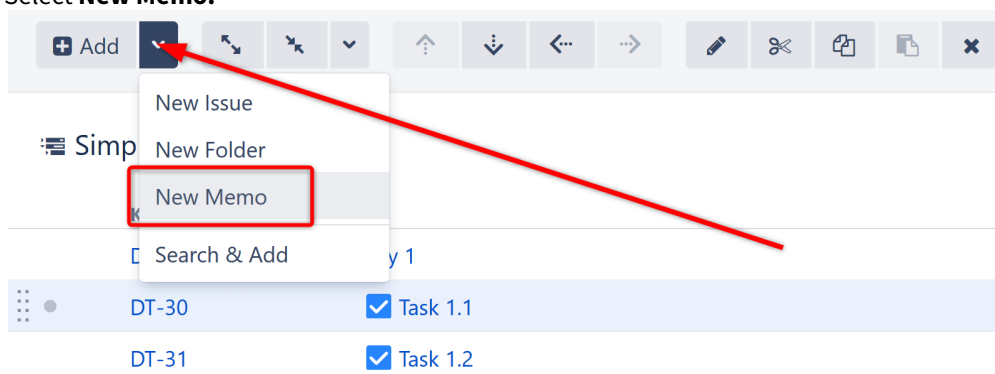 Select New Memo.
Add
New Issue
Simp
New Folder
New Memo
K
Search & Add
D
y 1
DT-30
Task 1.1
DT-31
Task 1.2